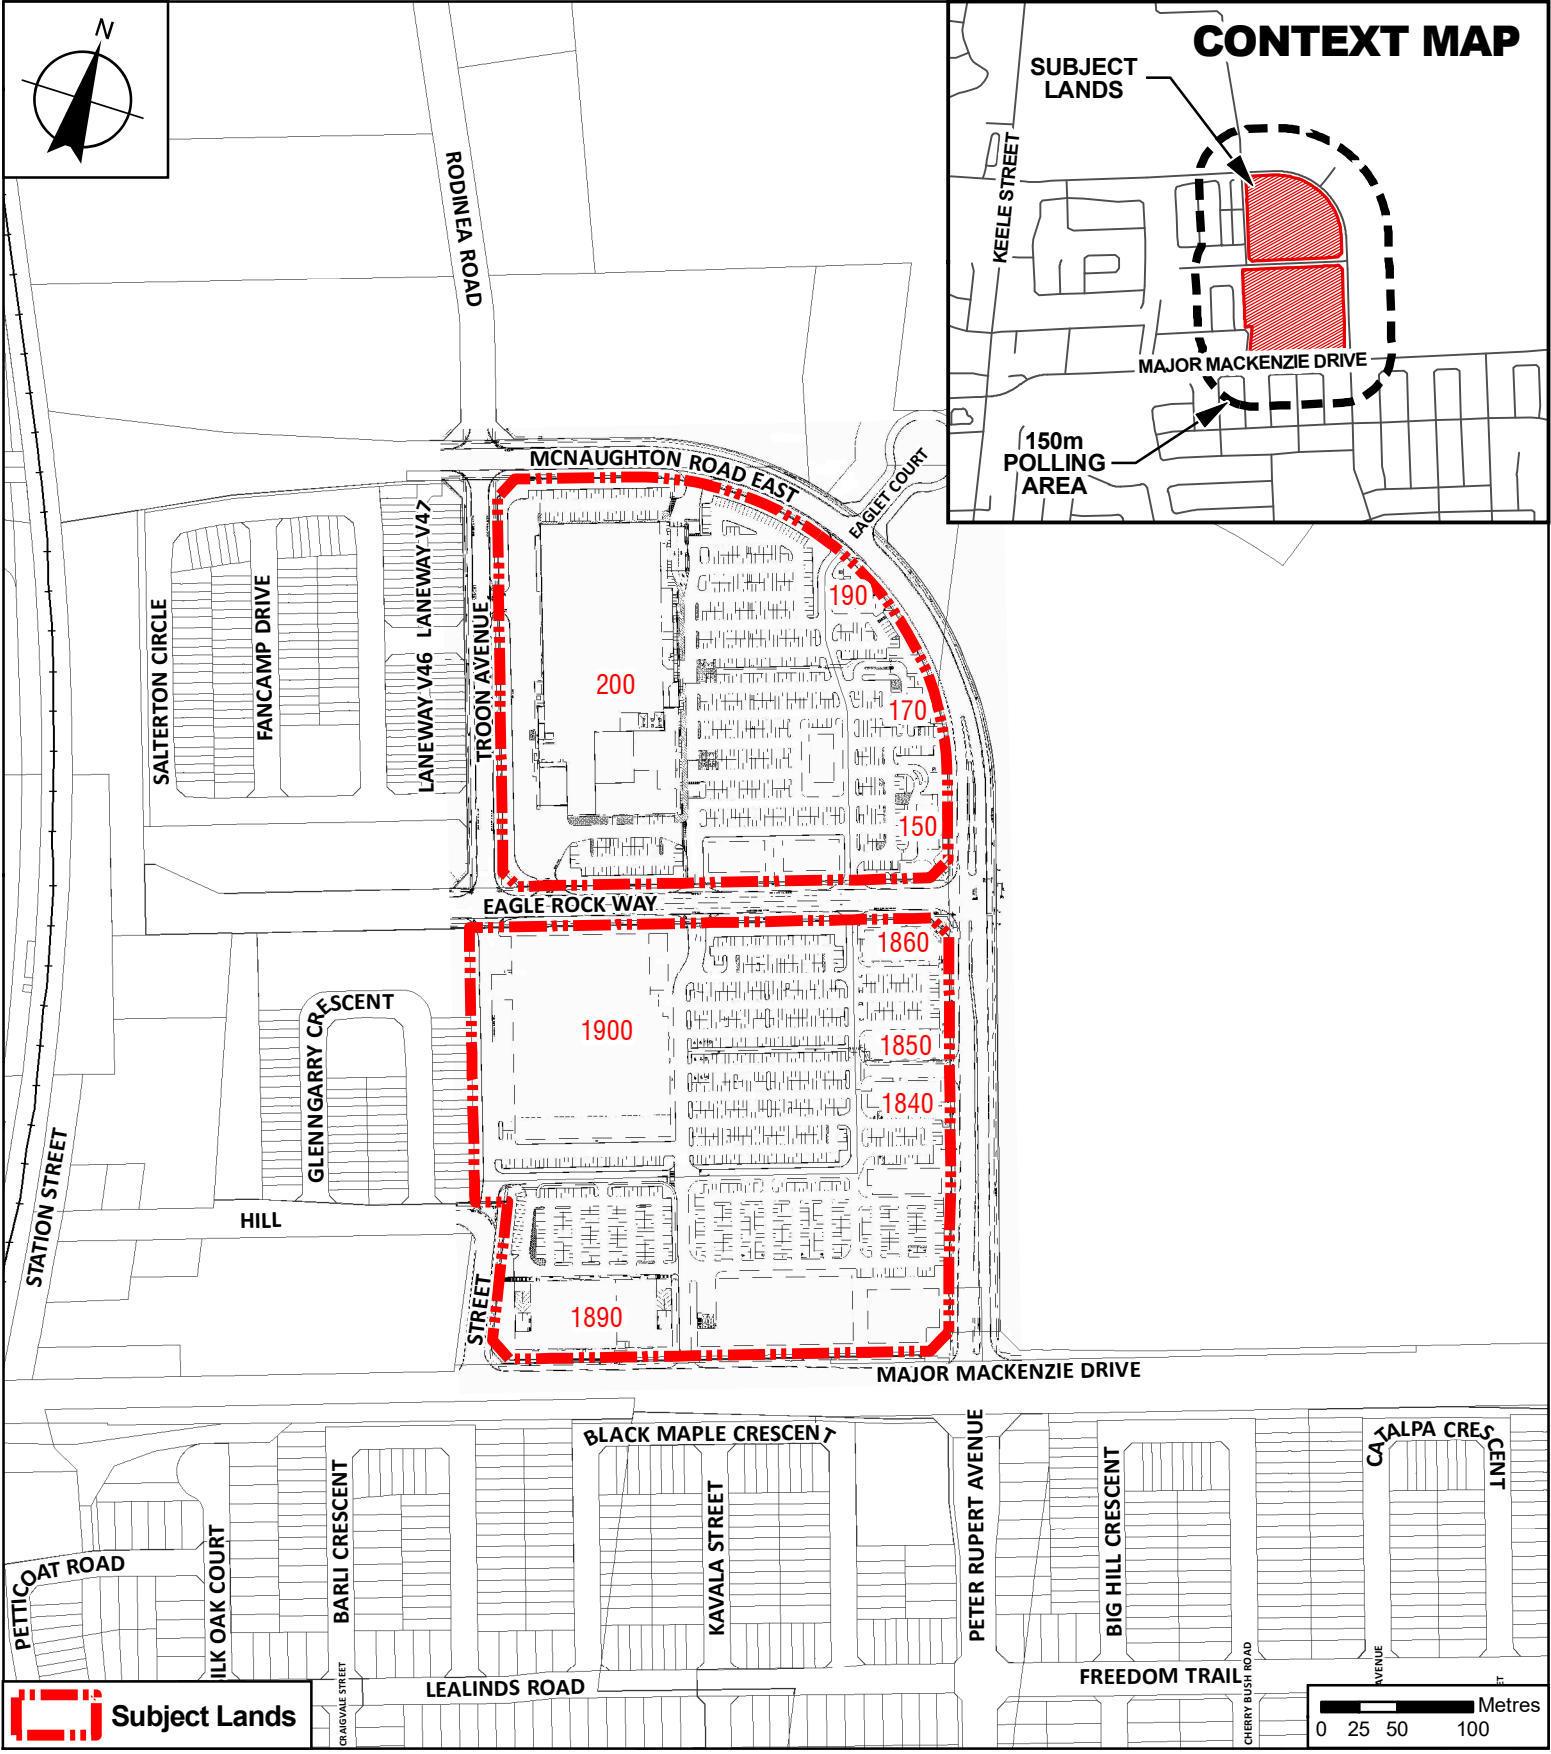 N
CONTEXT MAP
SUBJECT
LANDS
KEELE STREET
MAJOR MACKENZIE DRIVE
150m
POLLING
AREA
RODINEA ROAD
MCNAUGHTON ROAD EAST
EAGLET COURT
SALTERTON CIRCLE
FANCAMP DRIVE
LANEWAY V46
LANEWAY V47
TROON AVENUE
190
200
170
150
EAGLE ROCK WAY
1860
1900
1850
1840
GLENNGARRY CRESCENT
STATION STREET
HILL
STREET
1890
MAJOR MACKENZIE DRIVE
BLACK MAPLE CRESCENT
CATALPA CRESCENT
PETTICOAT ROAD
ILK OAK COURT
BARLI CRESCENT
KAVALA STREET
PETER RUPERT AVENUE
BIG HILL CRESCENT
CRAIGVALE STREET
LEALINDS ROAD
FREEDOM TRAIL
CHERRY BUSH ROAD
AVENUE
ET
Subject Lands
Metres
0 25 50 100